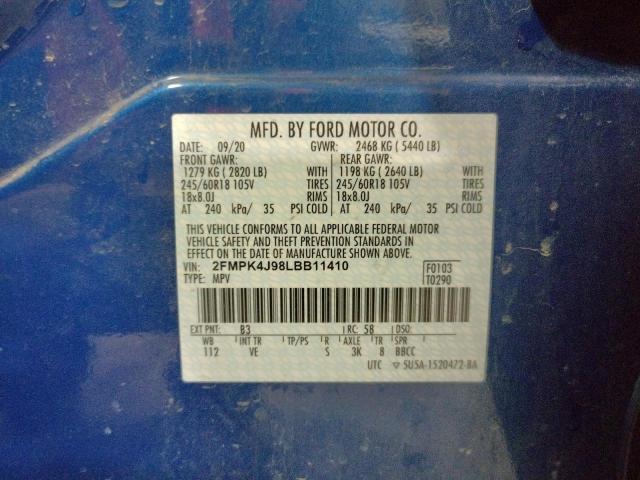 MFD. BY FORD MOTOR CO.
DATE: 09/20 GVWR: 2468 KG ( 5440 LB)
FRONT GAWR: REAR GAWR:
1279 KG ( 2820 LB) WITH 1198 KG ( 2640 LB) WITH
245/60R18 105V TIRES 245/60R18 105V TIRES
18x8.0J RIMS 18x8.0J RIMS
AT 240 kPa/ 35 PSI COLD AT 240 kPa/ 35 PSI COLD
THIS VEHICLE CONFORMS TO ALL APPLICABLE FEDERAL MOTOR
VEHICLE SAFETY AND THEFT PREVENTION STANDARDS IN
EFFECT ON THE DATE OF MANUFACTURE SHOWN ABOVE.
VIN: 2FMPK4J98LBB11410 F0103
TYPE: MPV T0290
EXT PNT: B3 RC: 58 DSO:
WB INT TR TP/PS R AXLE TR SPR
112 VE S 3K 8 BBCC
UTC ▽ 5U5A-1520472-BA